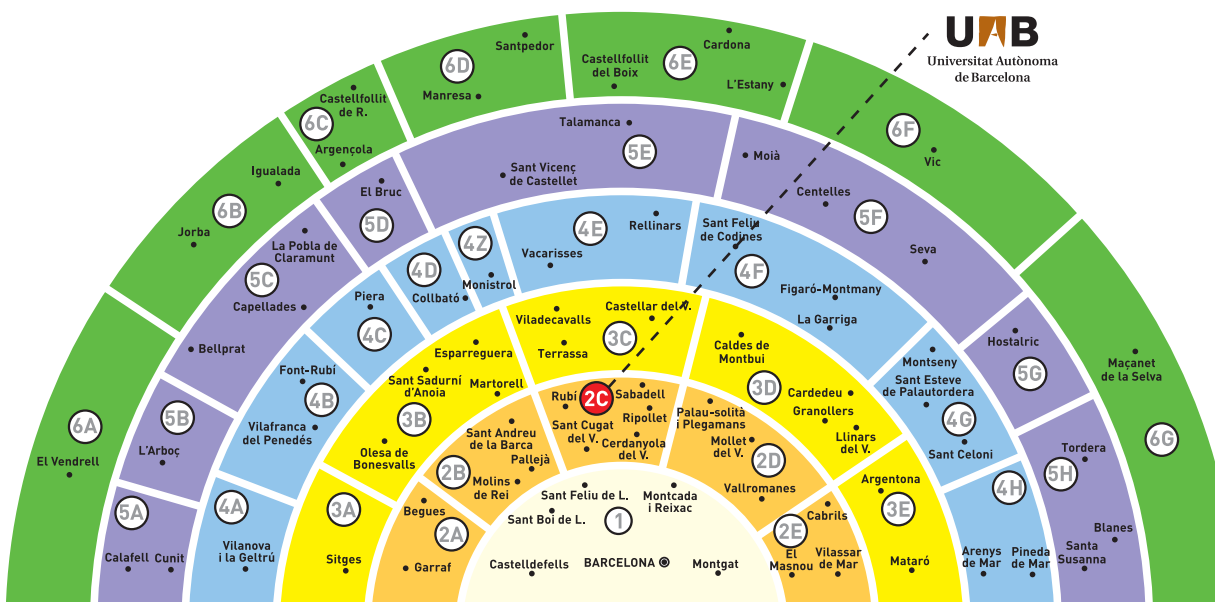 UAB
Universitat Autònoma
de Barcelona
6D
Santpedor
Manresa
6E
Cardona
Castellfollit
del Boix
L'Estany
6F
Vic
6C
Castellfollit
de R.
Argençola
6B
Igualada
Jorba
6A
El Vendrell
6G
Maçanet
de la Selva
5E
Talamanca
Sant Vicenç
de Castellet
5F
Moià
Centelles
Seva
5D
El Bruc
5C
La Pobla de
Claramunt
Capellades
Bellprat
5B
L'Arboç
5A
Calafell
Cunit
5G
Hostalric
5H
Tordera
Blanes
Santa
Susanna
4Z
Monistrol
4E
Rellinars
Vacarisses
4F
Sant Feliu
de Codines
Figaró-Montmany
La Garriga
4D
Collbató
4C
Piera
4B
Font-Rubí
Vilafranca
del Penedés
4A
Vilanova
i la Geltrú
4G
Montseny
Sant Esteve
de Palautordera
Sant Celoni
4H
Arenys
de Mar
Pineda
de Mar
3C
Viladecavalls
Castellar del V.
Terrassa
3D
Caldes de
Montbui
Cardedeu
Granollers
Llinars
del V.
3B
Esparreguera
Sant Sadurní
d'Anoia
Martorell
Olesa de
Bonesvalls
3A
Sitges
3E
Argentona
Mataró
2C
Rubí
Sabadell
Ripollet
Sant Cugat
del V.
Cerdanyola
del V.
2D
Palau-solità
i Plegamans
Mollet
del V.
Vallromanes
2B
Sant Andreu
de la Barca
Pallejà
Molins
de Rei
2A
Begues
Garraf
2E
Cabrils
El
Masnou
Vilassar
de Mar
1
Sant Feliu de L.
Montcada
i Reixac
Sant Boi de L.
Castelldefells
BARCELONA
Montgat